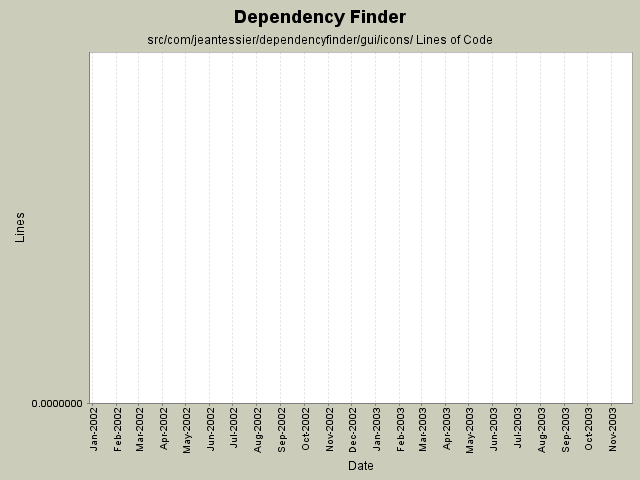 Dependency Finder
src/com/jeantessier/dependencyfinder/gui/icons/ Lines of Code
Lines
0.0000000
Jan-2002
Feb-2002
Mar-2002
Apr-2002
May-2002
Jun-2002
Jul-2002
Aug-2002
Sep-2002
Oct-2002
Nov-2002
Dec-2002
Jan-2003
Feb-2003
Mar-2003
Apr-2003
May-2003
Jun-2003
Jul-2003
Aug-2003
Sep-2003
Oct-2003
Nov-2003
Date